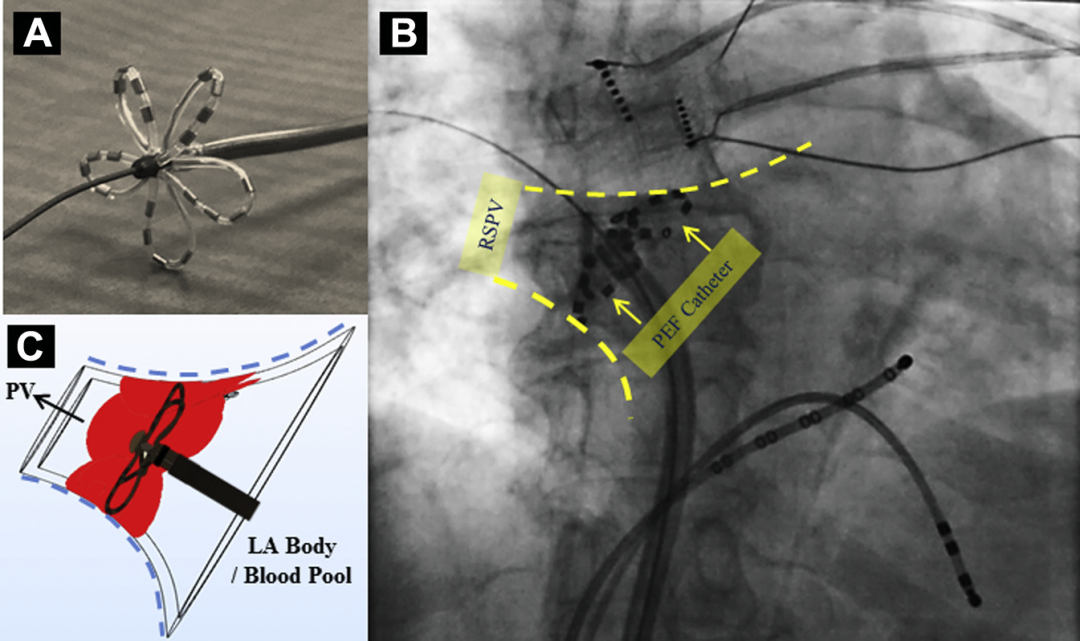 A
B
RSPV
PEF Catheter
C
PV
LA Body
/ Blood Pool